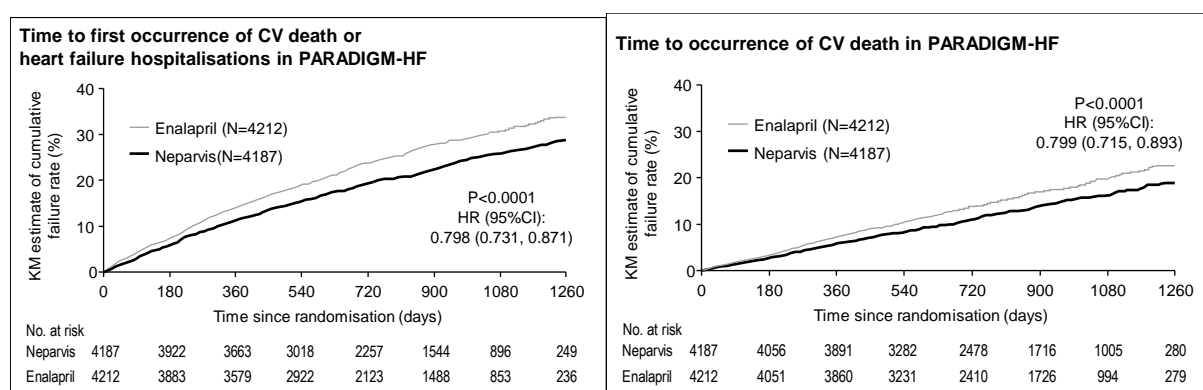 Time to first occurrence of CV death or
heart failure hospitalisations in PARADIGM-HF
KM estimate of cumulative
failure rate (%)
40
30
20
10
0
Enalapril (N=4212)
Neparvis(N=4187)
P<0.0001
HR (95%CI):
0.798 (0.731, 0.871)
0 180 360 540 720 900 1080 1260
Time since randomisation (days)
No. at risk
Neparvis 4187 3922 3663 3018 2257 1544 896 249
Enalapril 4212 3883 3579 2922 2123 1488 853 236
Time to occurrence of CV death in PARADIGM-HF
KM estimate of cumulative
failure rate (%)
40
30
20
10
0
Enalapril (N=4212)
Neparvis (N=4187)
P<0.0001
HR (95%CI):
0.799 (0.715, 0.893)
0 180 360 540 720 900 1080 1260
Time since randomisation (days)
No. at risk
Neparvis 4187 4056 3891 3282 2478 1716 1005 280
Enalapril 4212 4051 3860 3231 2410 1726 994 279